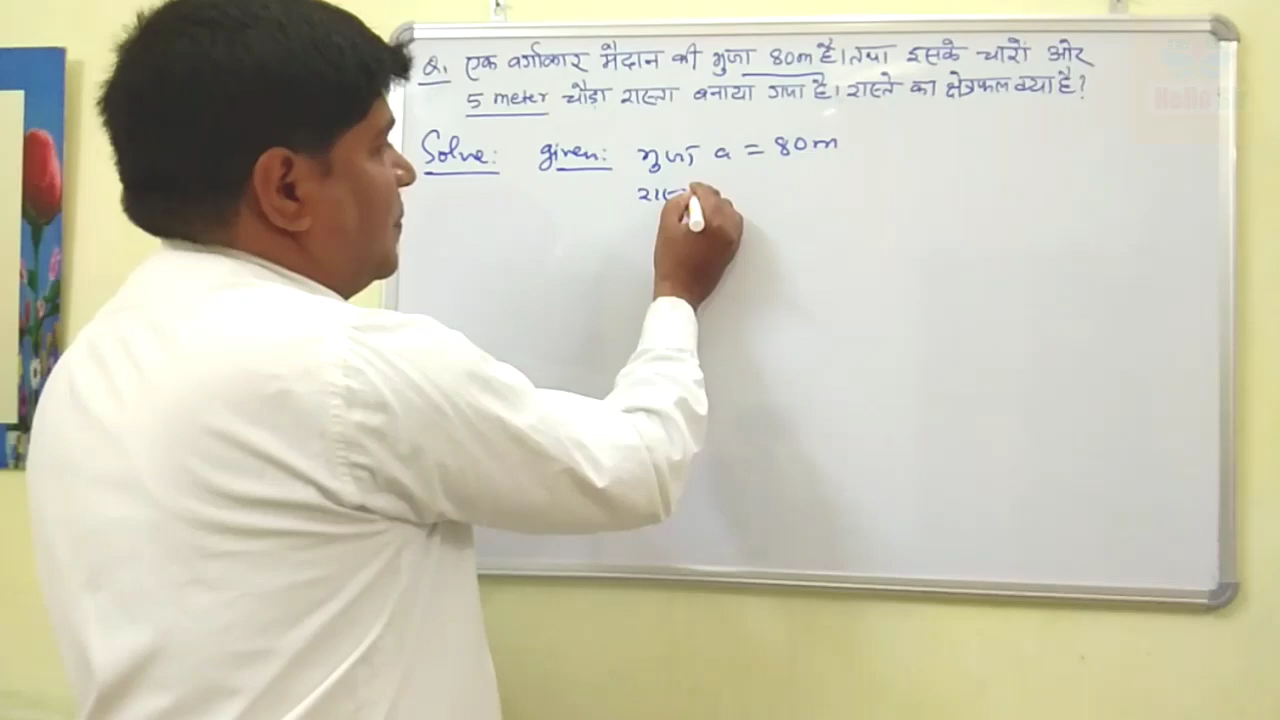 Q. एक वर्गाकार मैदान की भुजा 80m है। तथा इसके चारों ओर
5 meter चौड़ा रास्ता बनाया गया है। रास्ते का क्षेत्रफल क्या है?
Solve: given: भुजा a = 80m